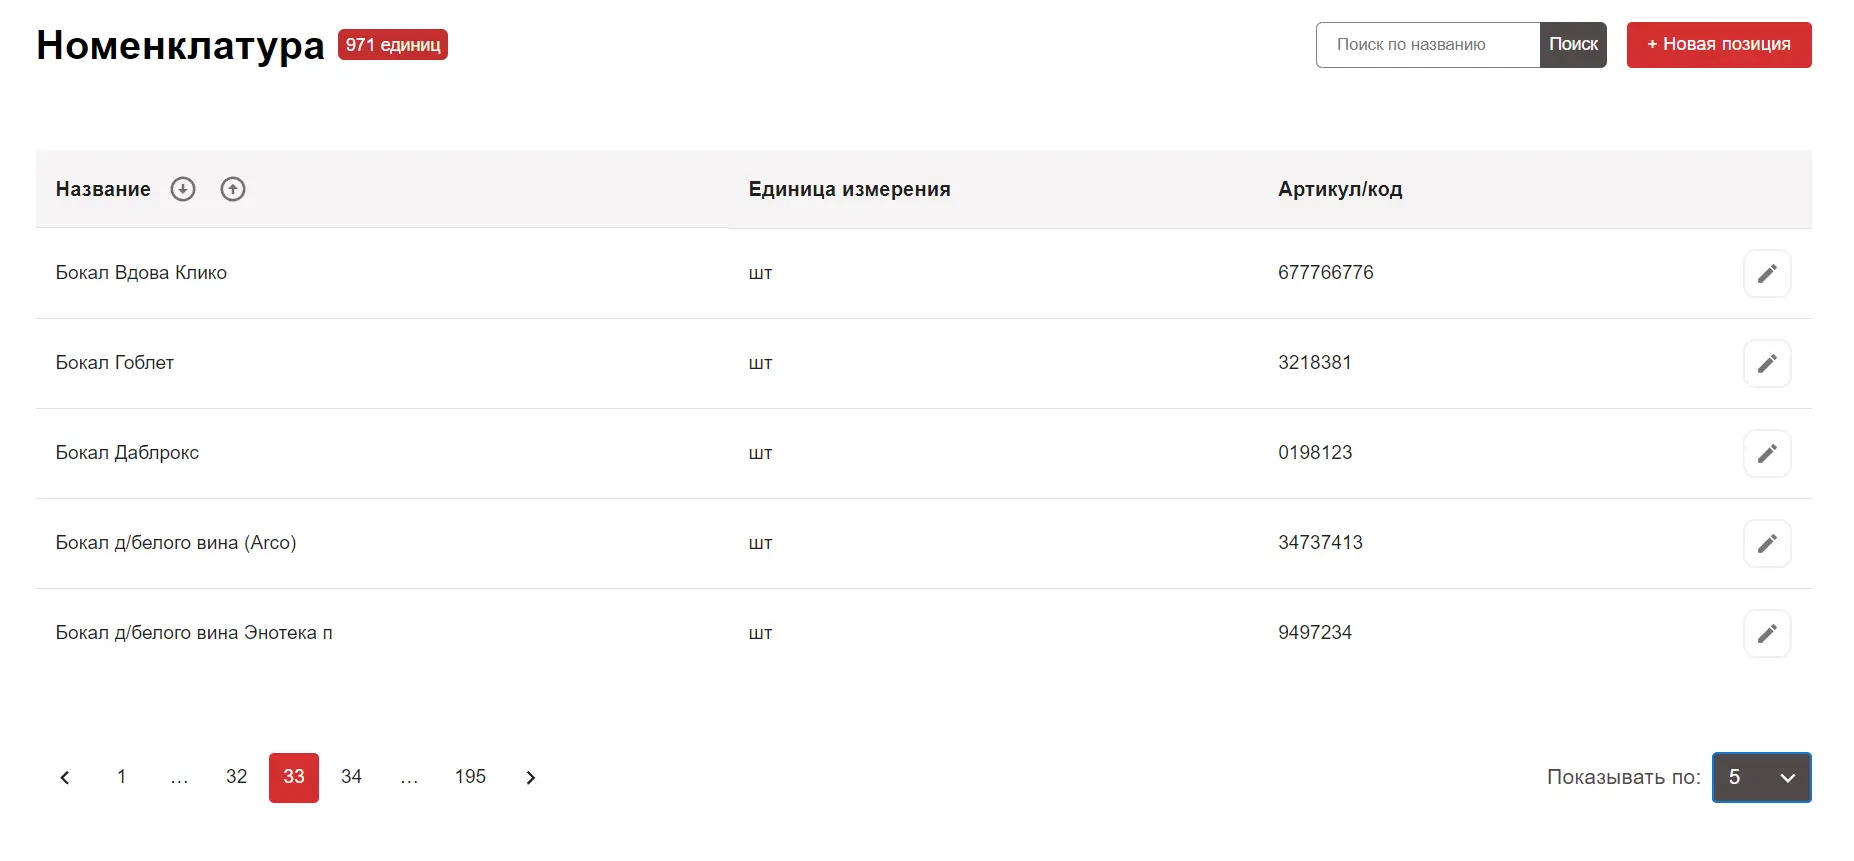 Номенклатура 971 единиц Поиск по названию Поиск + Новая позиция
Название Единица измерения Артикул/код
Бокал Вдова Клико шт 677766776
Бокал Гоблет шт 3218381
Бокал Даблрокс шт 0198123
Бокал д/белого вина (Arco) шт 34737413
Бокал д/белого вина Энотека п шт 9497234
1 ... 32 33 34 ... 195 Показывать по: 5